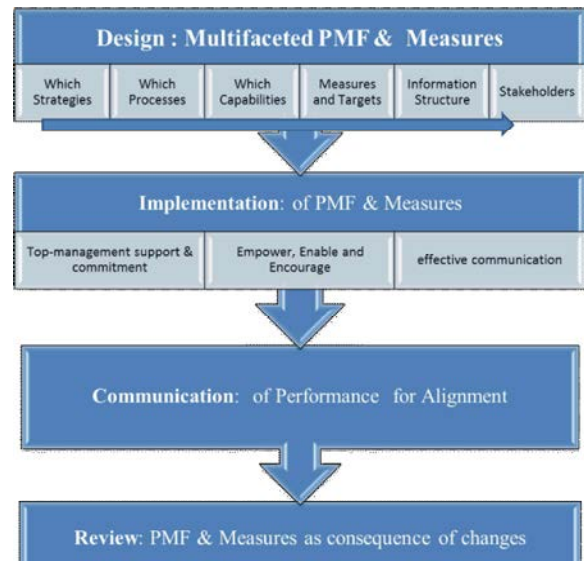 Design : Multifaceted PMF & Measures
Which
Strategies
Which
Processes
Which
Capabilities
Measures
and Targets
Information
Structure
Stakeholders
Implementation: of PMF & Measures
Top-management support &
commitment
Empower, Enable and
Encourage
effective communication
Communication: of Performance for Alignment
Review: PMF & Measures as consequence of changes